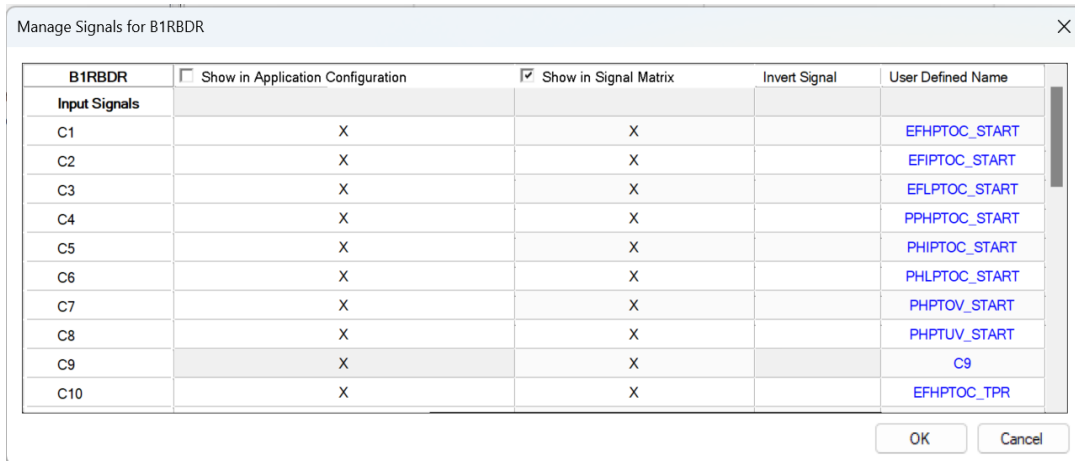 Manage Signals for B1RBDR
B1RBDR Show in Application Configuration Show in Signal Matrix Invert Signal User Defined Name
Input Signals
C1 X X EFHPTOC_START
C2 X X EFIPTOC_START
C3 X X EFLPTOC_START
C4 X X PPHPTOC_START
C5 X X PHIPTOC_START
C6 X X PHLPTOC_START
C7 X X PHPTOV_START
C8 X X PHPTUV_START
C9 X X C9
C10 X X EFHPTOC_TPR
OK Cancel